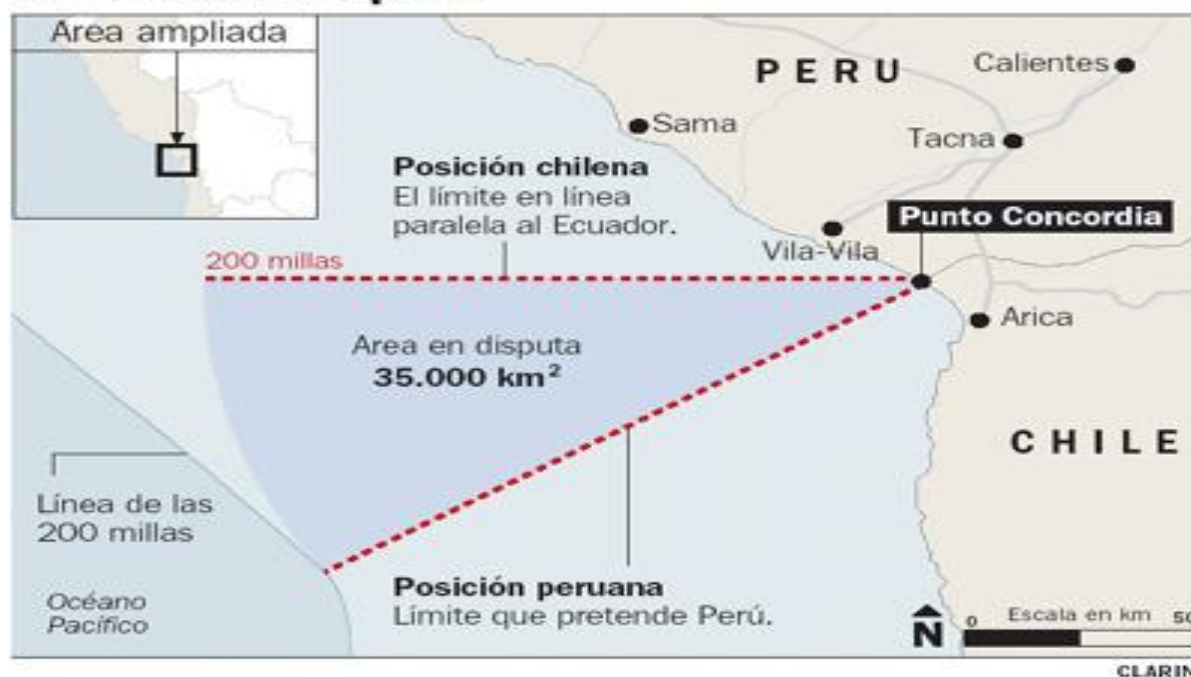 Area ampliada
PERU
Calientes
Sama
Tacna
Posición chilena
El límite en línea
paralela al Ecuador.
Punto Concordia
Vila-Vila
200 millas
Arica
Area en disputa
35.000 km²
CHILE
Línea de las
200 millas
Posición peruana
Límite que pretende Perú.
Océano
Pacífico
N
0 Escala en km
CLARIN